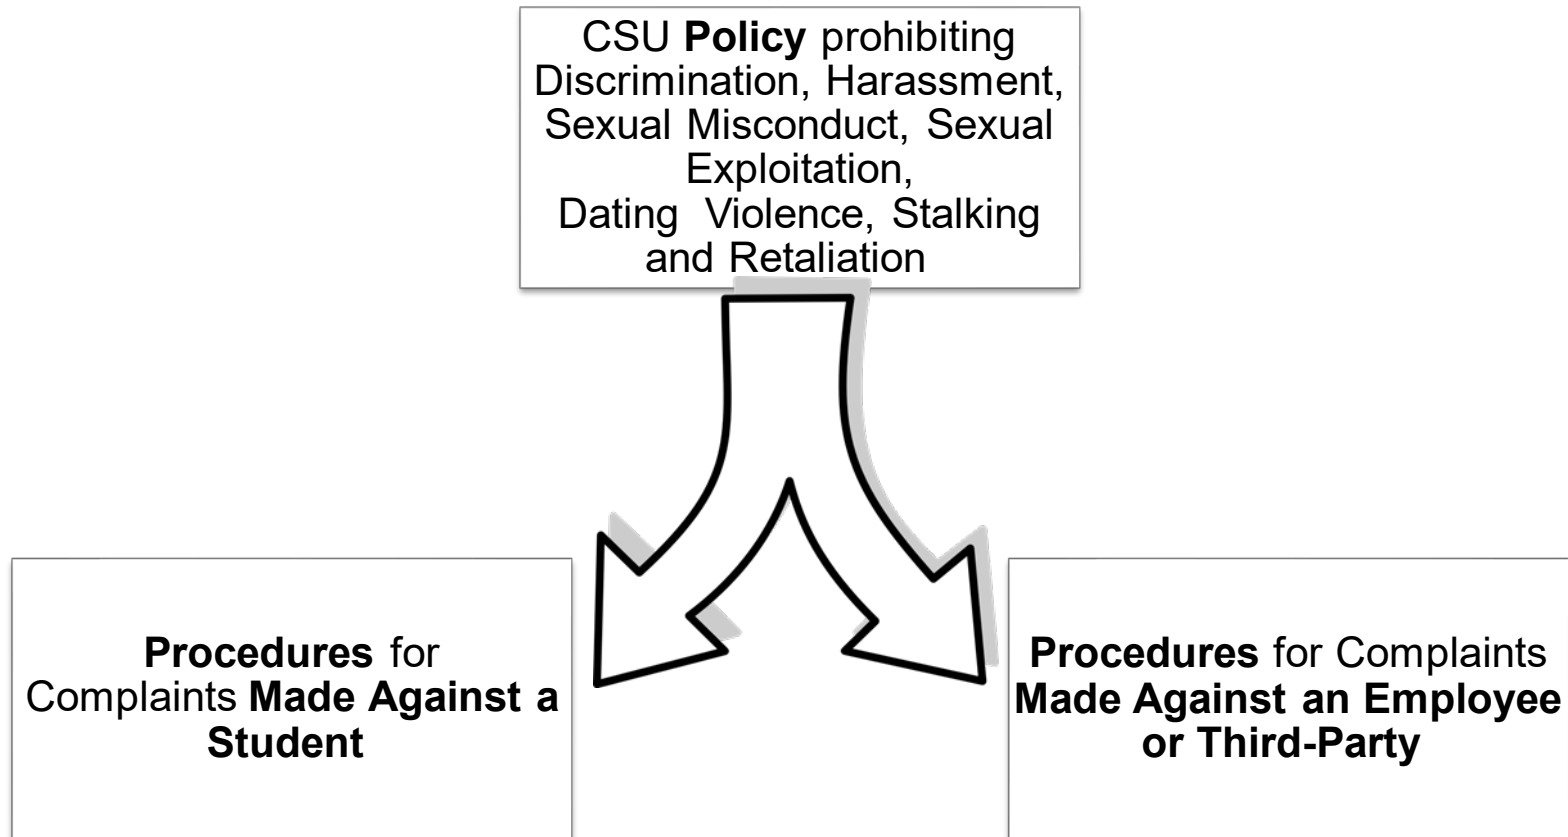 CSU Policy prohibiting
Discrimination, Harassment,
Sexual Misconduct, Sexual
Exploitation,
Dating Violence, Stalking
and Retaliation
Procedures for
Complaints Made Against a
Student
Procedures for Complaints
Made Against an Employee
or Third-Party